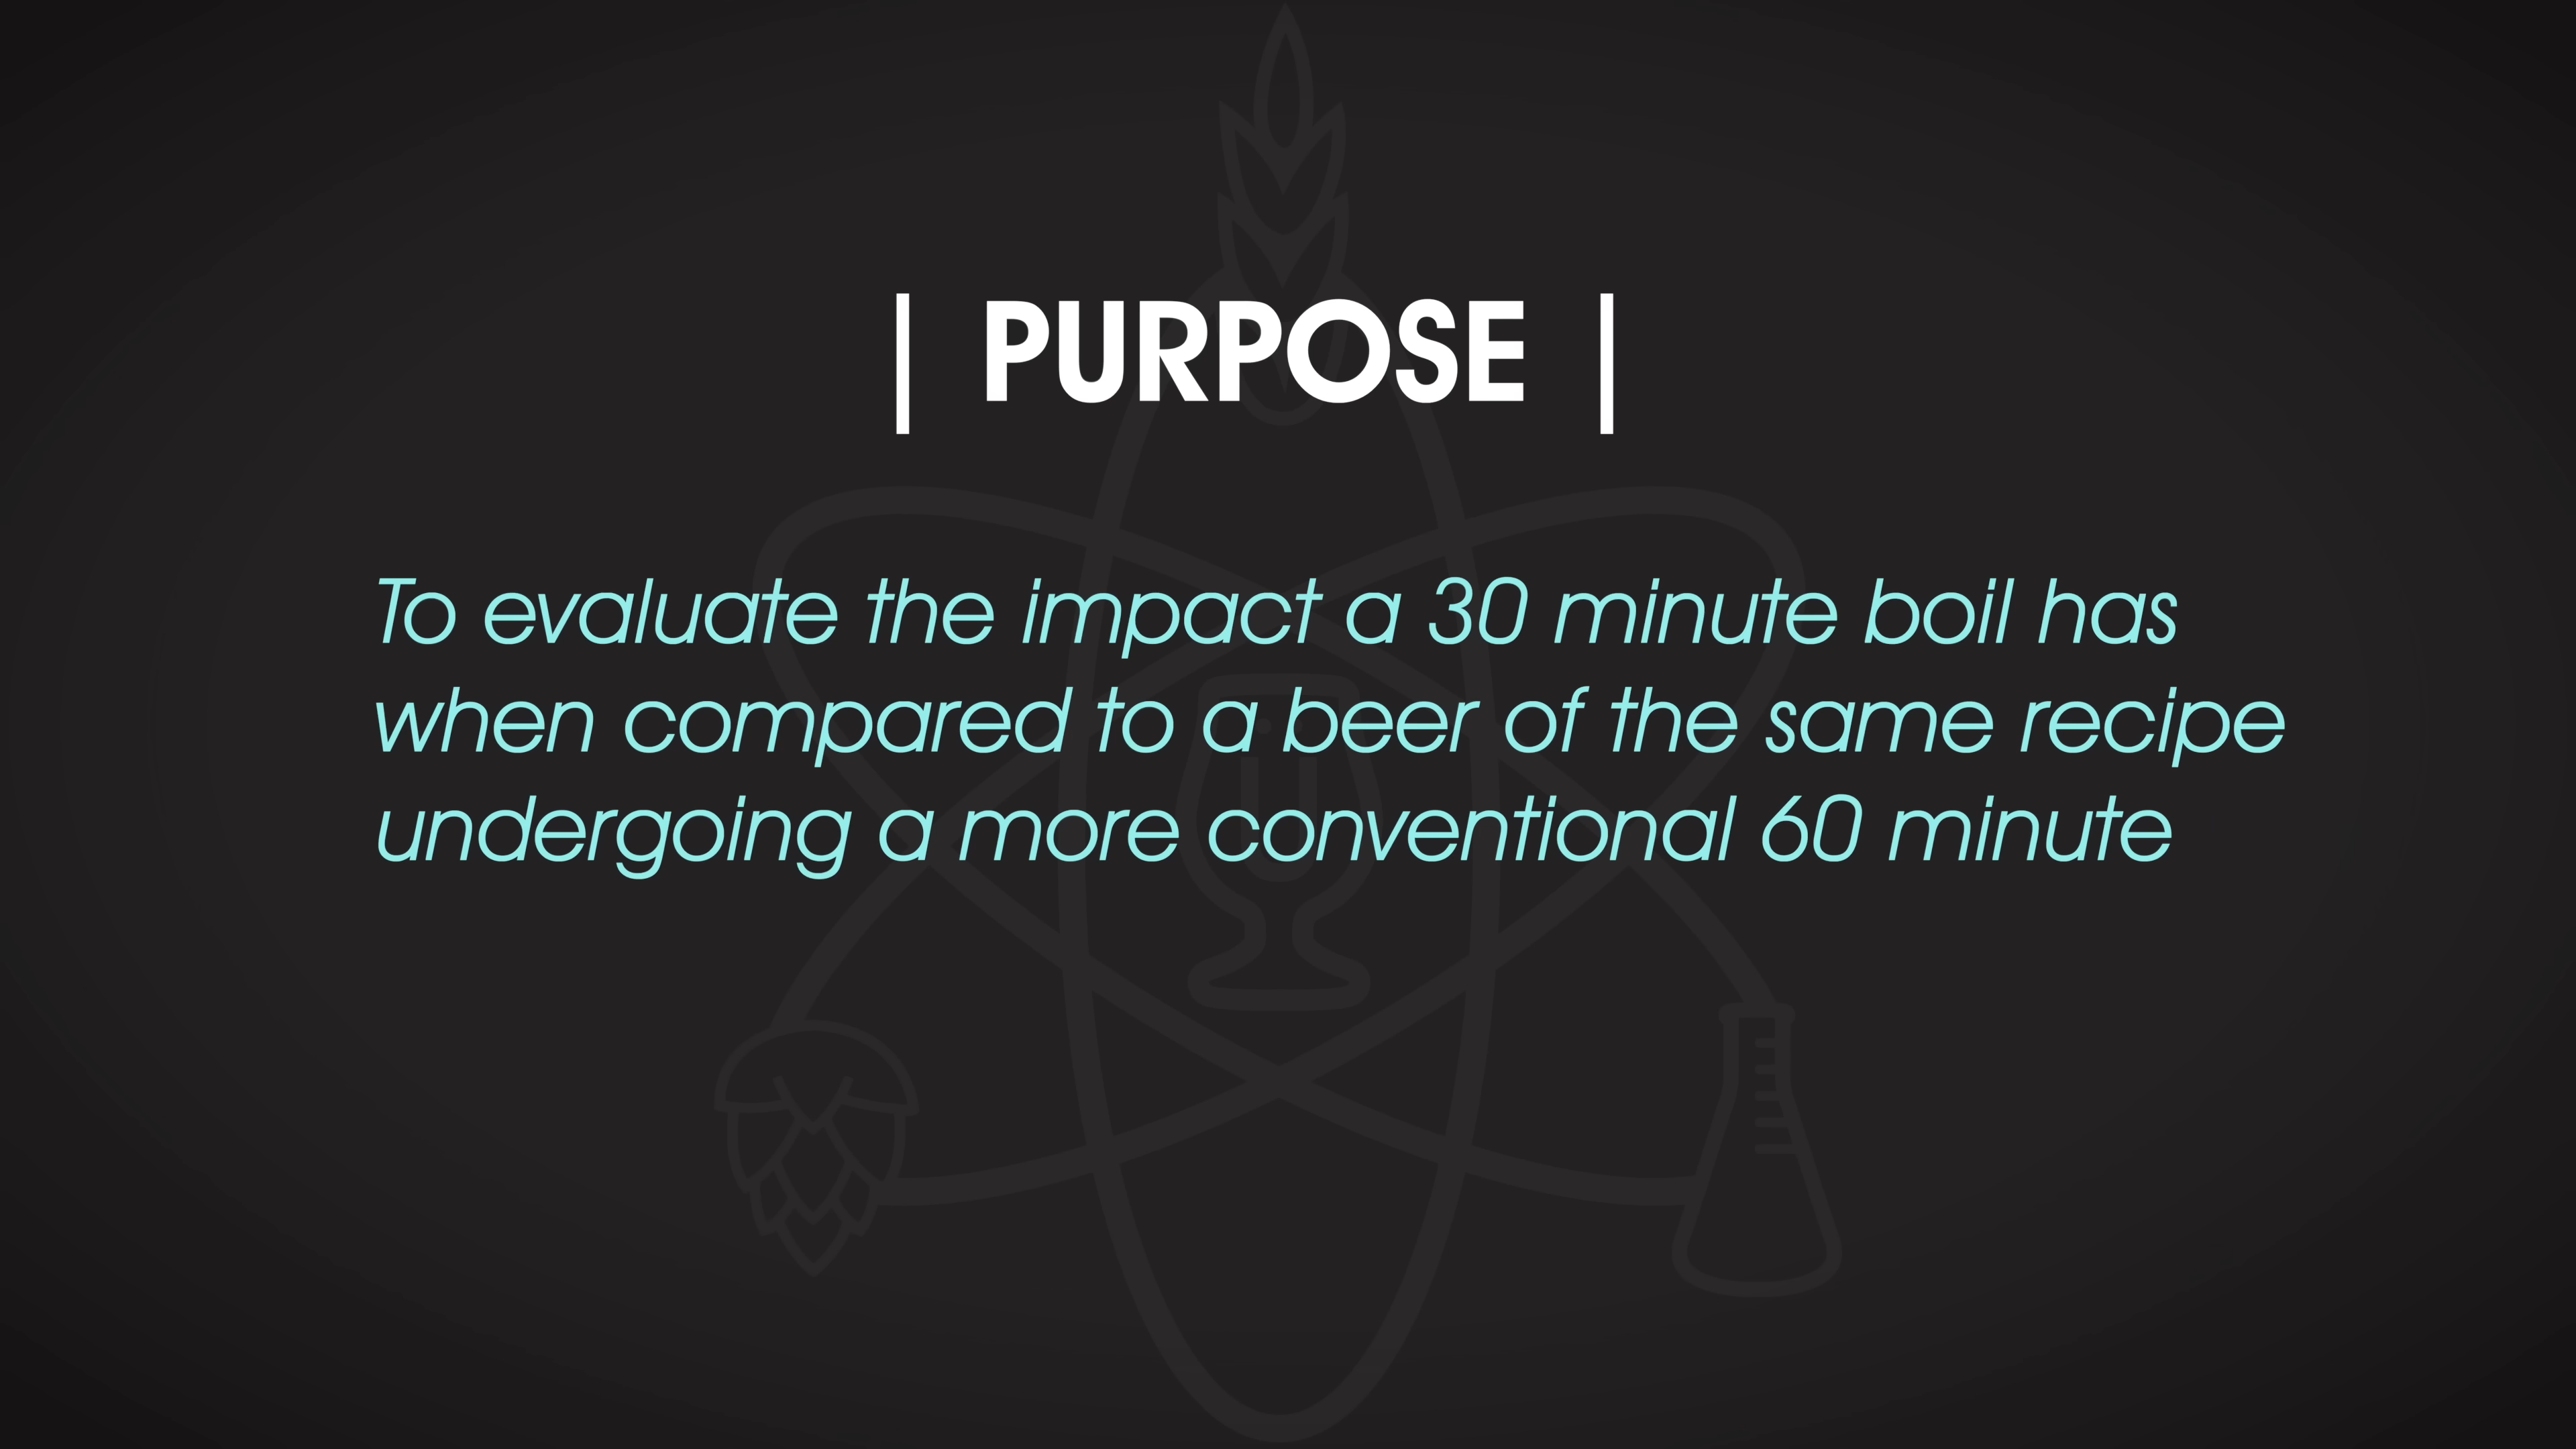 | PURPOSE |
To evaluate the impact a 30 minute boil has
when compared to a beer of the same recipe
undergoing a more conventional 60 minute